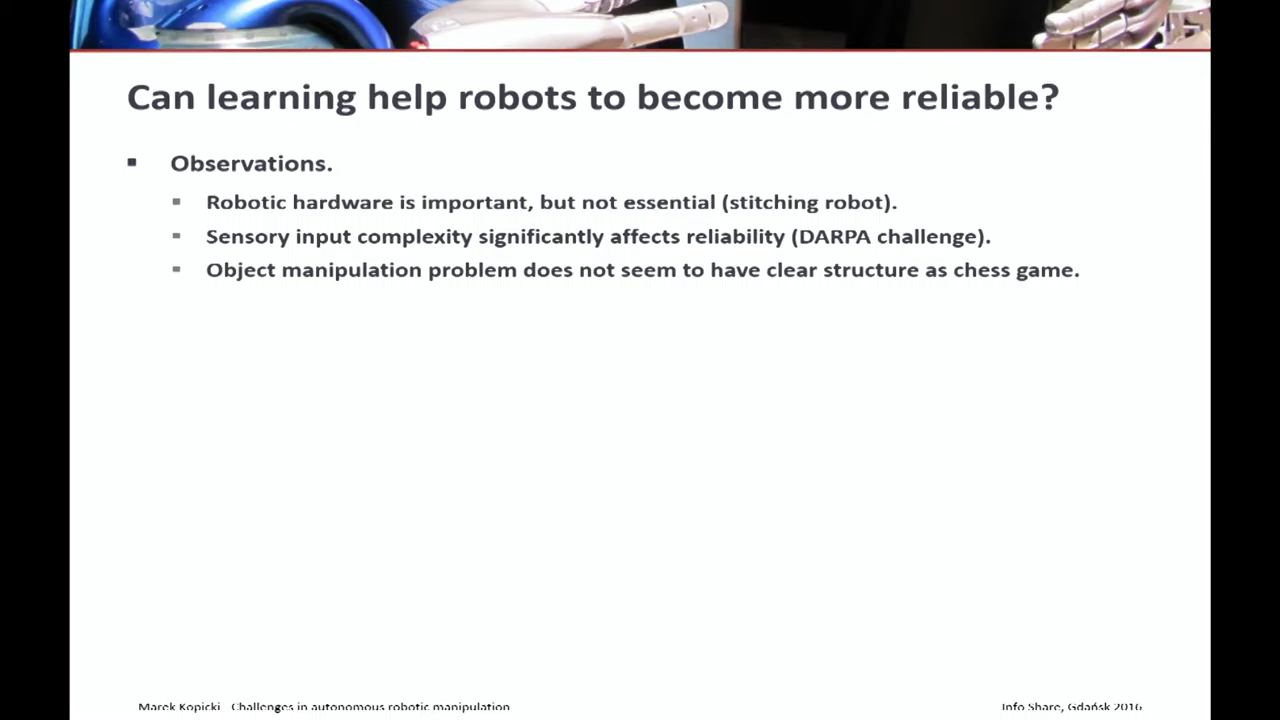 Can learning help robots to become more reliable?
Observations.
Robotic hardware is important, but not essential (stitching robot).
Sensory input complexity significantly affects reliability (DARPA challenge).
Object manipulation problem does not seem to have clear structure as chess game.
Marek Kopicki Challenges in autonomous robotic manipulation
Info Share, Gdańsk 2016